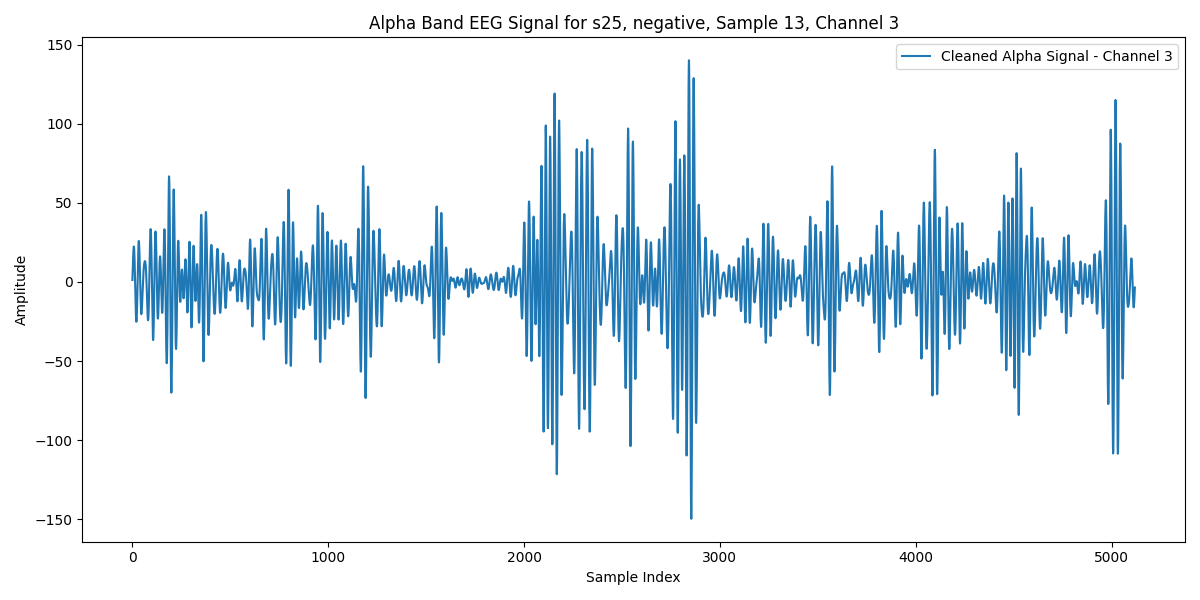 Alpha Band EEG Signal for s25, negative, Sample 13, Channel 3
Cleaned Alpha Signal - Channel 3
150
100
50
0
−50
−100
−150
Amplitude
0 1000 2000 3000 4000 5000
Sample Index